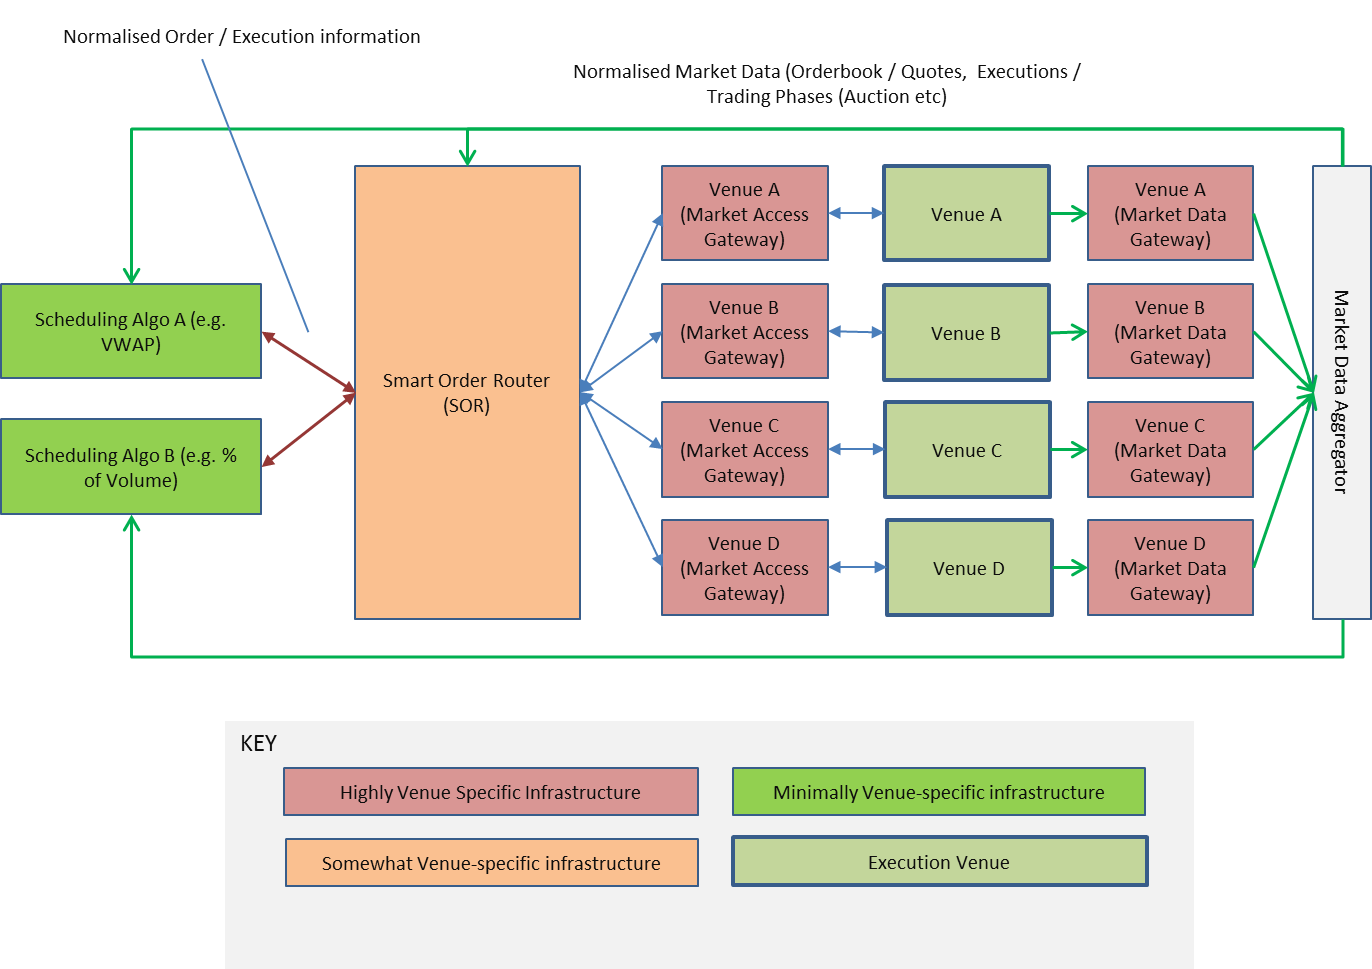 Normalised Order / Execution information
Normalised Market Data (Orderbook / Quotes,  Executions /
Trading Phases (Auction etc)
Scheduling Algo A (e.g.
VWAP)
Scheduling Algo B (e.g. %
of Volume)
Smart Order Router
(SOR)
Venue A
(Market Access
Gateway)
Venue A
Venue A
(Market Data
Gateway)
Venue B
(Market Access
Gateway)
Venue B
Venue B
(Market Data
Gateway)
Venue C
(Market Access
Gateway)
Venue C
Venue C
(Market Data
Gateway)
Venue D
(Market Access
Gateway)
Venue D
Venue D
(Market Data
Gateway)
Market Data Aggregator
KEY
Highly Venue Specific Infrastructure
Minimally Venue-specific infrastructure
Somewhat Venue-specific infrastructure
Execution Venue